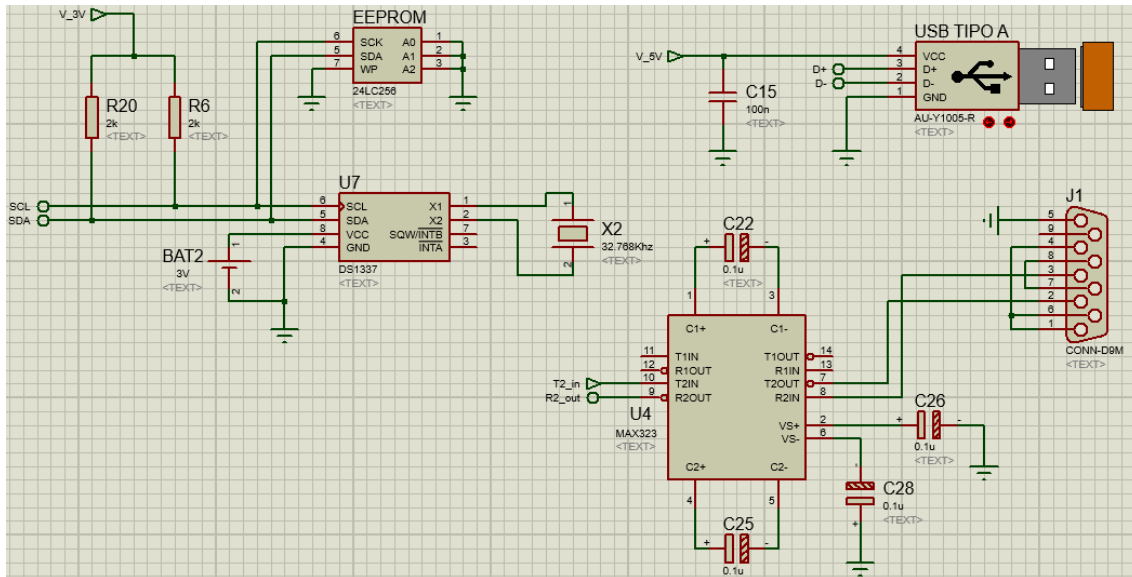 V_3V
R20
2k
<TEXT>
R6
2k
<TEXT>
EEPROM
6 SCK A0 1
5 SDA A1 2
7 WP A2 3
24LC256
<TEXT>
V_5V
C15
100n
<TEXT>
USB TIPO A
4 VCC
D+ 3 D+
D- 2 D-
1 GND
AU-Y1005-R
<TEXT>
SCL
SDA
U7
6 SCL X1 1
5 SDA X2 2
8 VCC SQW/INTB 7
4 GND INTA 3
DS1337
<TEXT>
BAT2
3V
<TEXT>
1
2
1
X2
32.768Khz
<TEXT>
2
C22
+ -
0.1u
<TEXT>
1 3
C1+ C1-
11 T1IN T1OUT 14
12 R1OUT R1IN 13
T2_in 10 T2IN T2OUT 7
R2_out 9 R2OUT R2IN 8
U4
MAX323
<TEXT>
VS+ 2
VS- 6
C2+ C2-
4 5
C25
+ -
0.1u
C26
+ -
0.1u
<TEXT>
-
C28
0.1u
<TEXT>
+
J1
5
9
4
8
3
7
2
6
1
CONN-D9M
<TEXT>